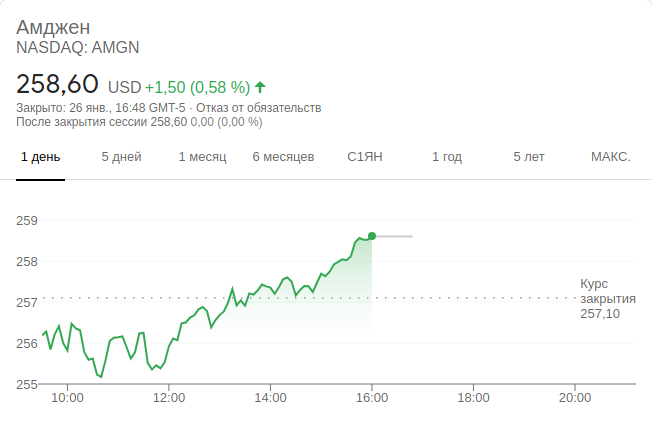 Амджен
NASDAQ: AMGN
258,60 USD +1,50 (0,58 %)
Закрыто: 26 янв., 16:48 GMT-5 · Отказ от обязательств
После закрытия сессии 258,60 0,00 (0,00 %)
1 день 5 дней 1 месяц 6 месяцев С1ЯН 1 год 5 лет МАКС.
259
258
257
256
255
Курс
закрытия
257,10
10:00 12:00 14:00 16:00 18:00 20:00